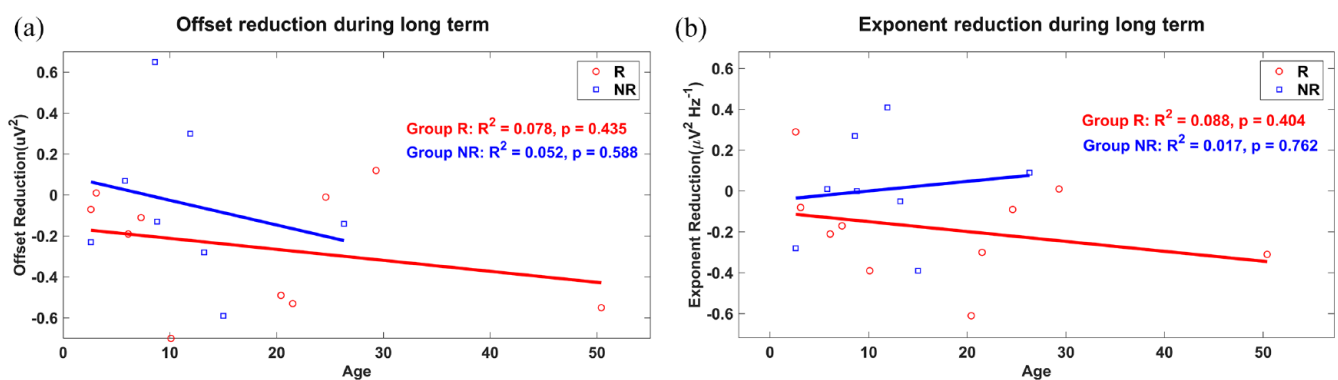 (a)
Offset reduction during long term
R
NR
Group R: R² = 0.078, p = 0.435
Group NR: R² = 0.052, p = 0.588
Offset Reduction(uV²)
0.6
0.4
0.2
0
-0.2
-0.4
-0.6
0 10 20 30 40 50
Age
(b)
Exponent reduction during long term
R
NR
Group R: R² = 0.088, p = 0.404
Group NR: R² = 0.017, p = 0.762
Exponent Reduction(μV² Hz⁻¹)
0.6
0.4
0.2
0
-0.2
-0.4
-0.6
0 10 20 30 40 50
Age